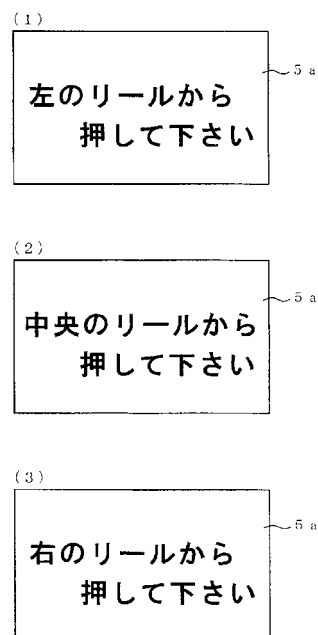 (1)
5a
左のリールから
押して下さい
(2)
5a
中央のリールから
押して下さい
(3)
5a
右のリールから
押して下さい